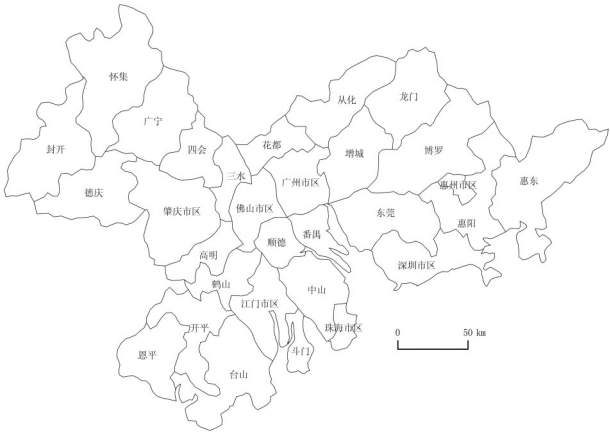 怀集
从化
龙门
广宁
封开
四会
花都
增城
博罗
三水
惠东
德庆
广州市区
惠州市区
肇庆市区
佛山市区
东莞
惠阳
顺德
番禺
高明
深圳市区
鹤山
中山
江门市区
开平
珠海市区
0 50 km
恩平
斗门
台山